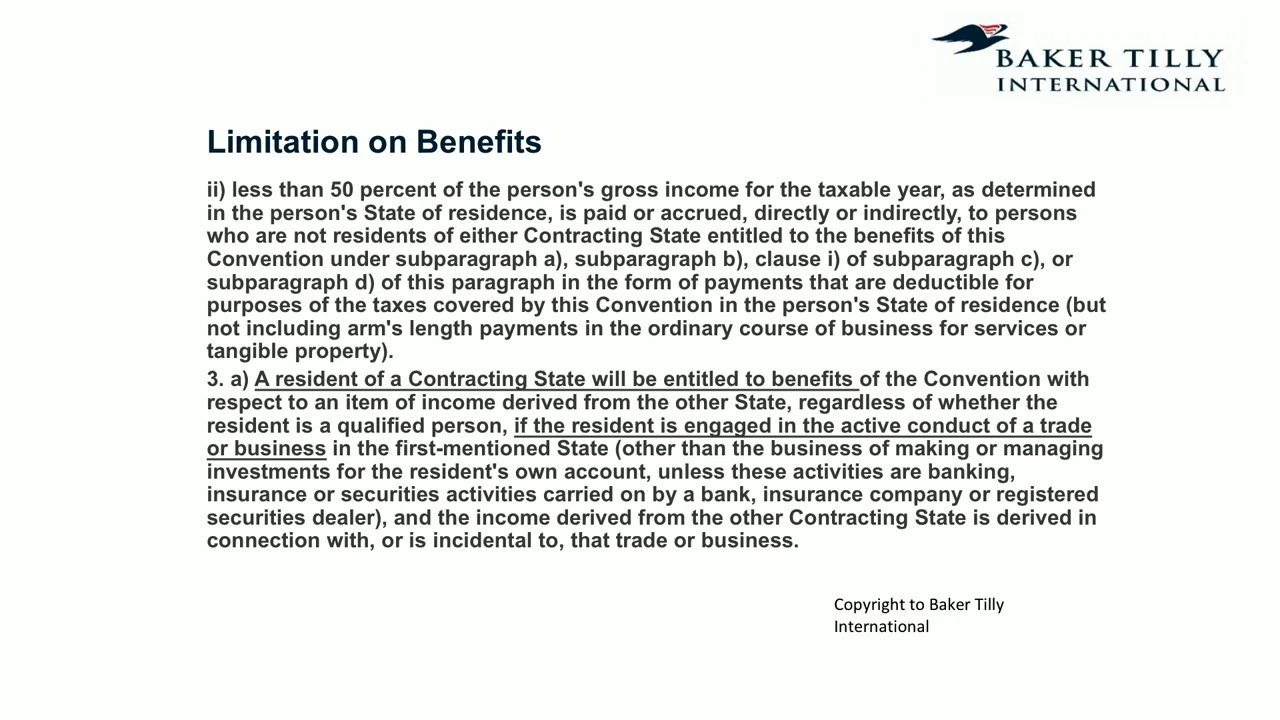 BAKER TILLY
INTERNATIONAL
Limitation on Benefits
ii) less than 50 percent of the person's gross income for the taxable year, as determined
in the person's State of residence, is paid or accrued, directly or indirectly, to persons
who are not residents of either Contracting State entitled to the benefits of this
Convention under subparagraph a), subparagraph b), clause i) of subparagraph c), or
subparagraph d) of this paragraph in the form of payments that are deductible for
purposes of the taxes covered by this Convention in the person's State of residence (but
not including arm's length payments in the ordinary course of business for services or
tangible property).
3. a) A resident of a Contracting State will be entitled to benefits of the Convention with
respect to an item of income derived from the other State, regardless of whether the
resident is a qualified person, if the resident is engaged in the active conduct of a trade
or business in the first-mentioned State (other than the business of making or managing
investments for the resident's own account, unless these activities are banking,
insurance or securities activities carried on by a bank, insurance company or registered
securities dealer), and the income derived from the other Contracting State is derived in
connection with, or is incidental to, that trade or business.
Copyright to Baker Tilly
International